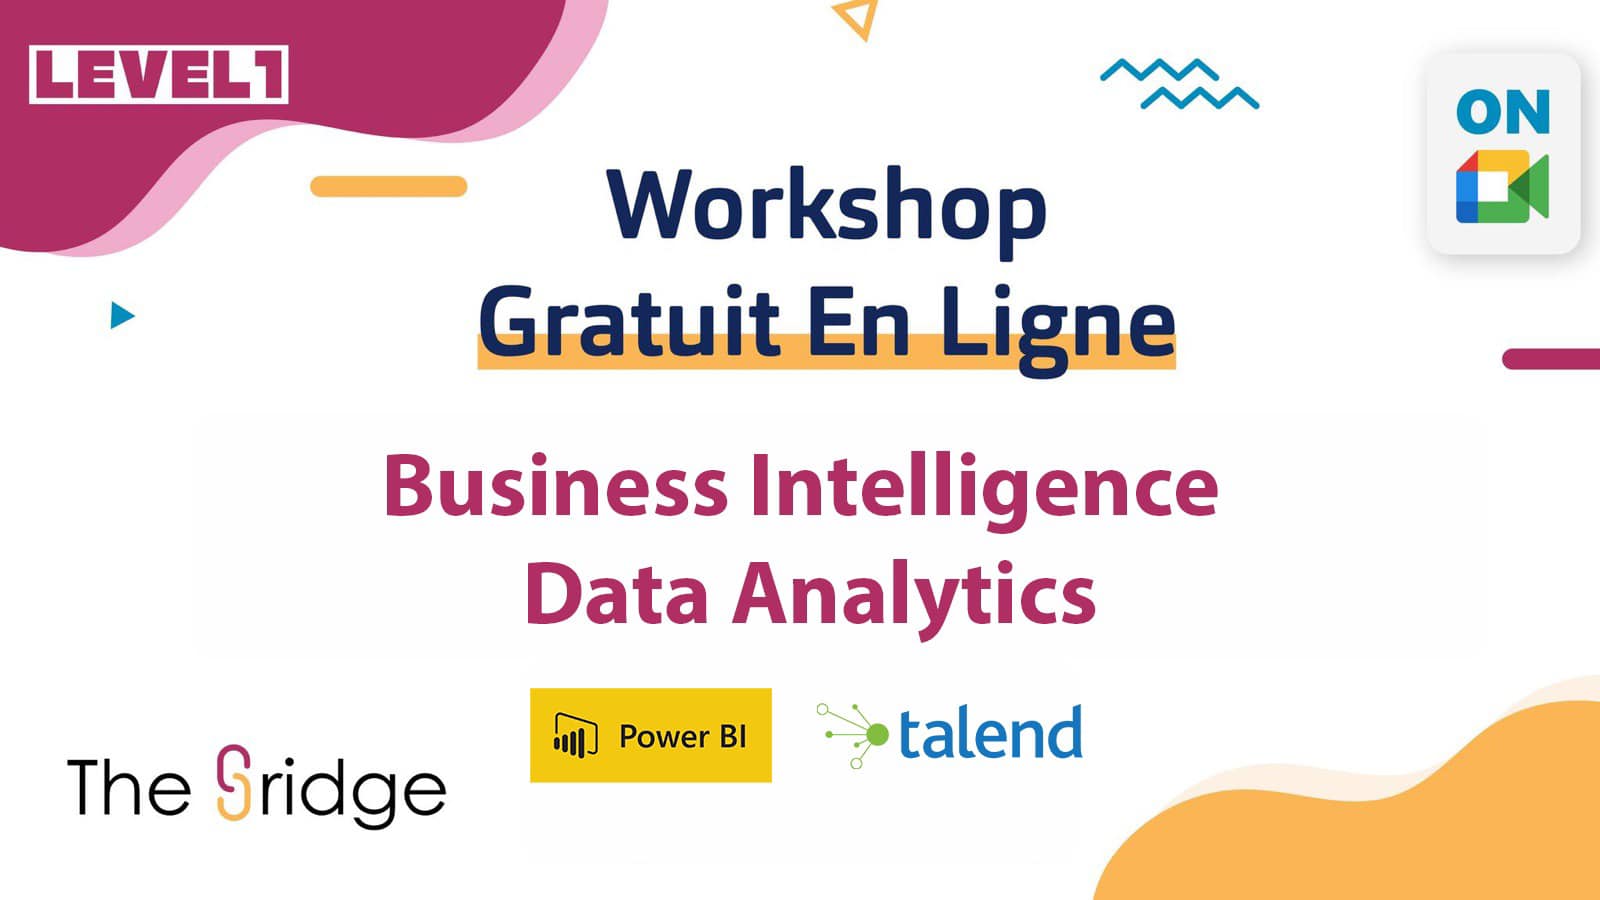 LEVEL1
ON
Workshop
Gratuit En Ligne
Business Intelligence
Data Analytics
Power BI
talend
The Bridge